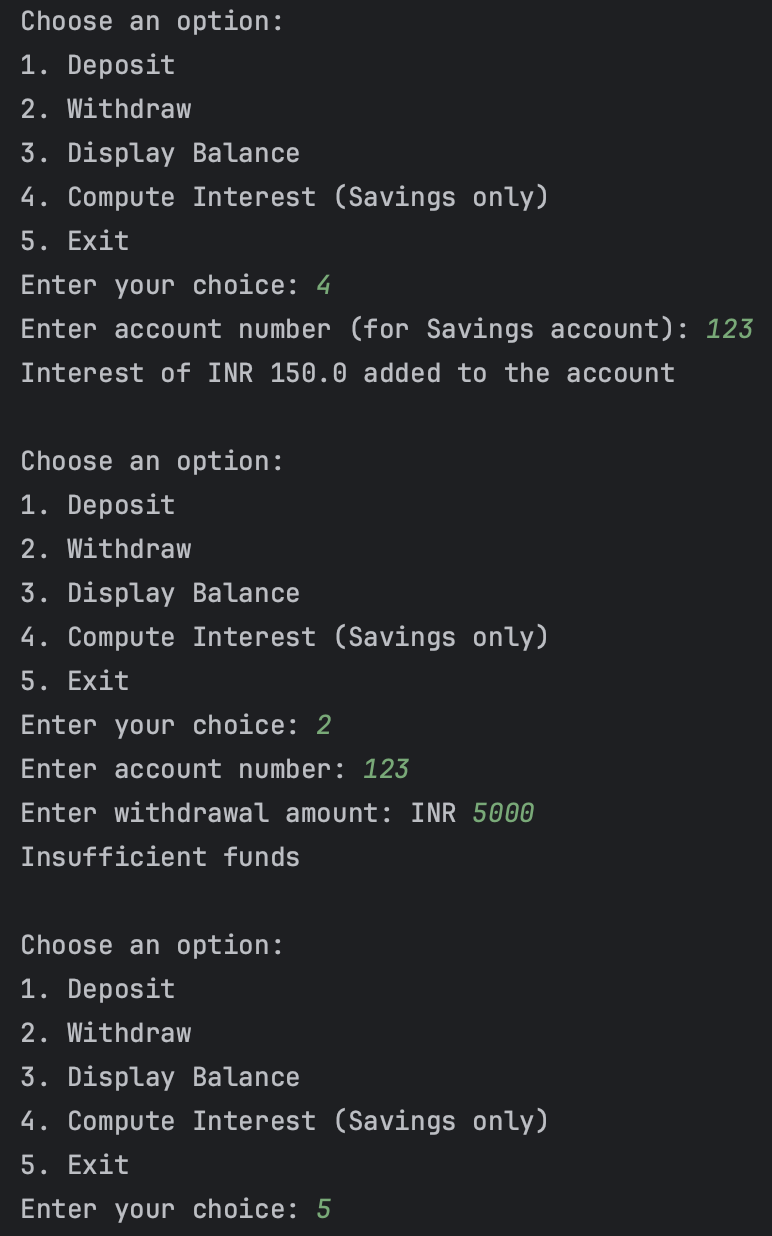 Choose an option:
1. Deposit
2. Withdraw
3. Display Balance
4. Compute Interest (Savings only)
5. Exit
Enter your choice: 4
Enter account number (for Savings account): 123
Interest of INR 150.0 added to the account
Choose an option:
1. Deposit
2. Withdraw
3. Display Balance
4. Compute Interest (Savings only)
5. Exit
Enter your choice: 2
Enter account number: 123
Enter withdrawal amount: INR 5000
Insufficient funds
Choose an option:
1. Deposit
2. Withdraw
3. Display Balance
4. Compute Interest (Savings only)
5. Exit
Enter your choice: 5